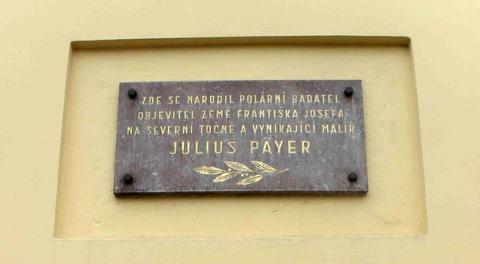 ZDE SE NARODIL POLÁRNÍ BADATEL
OBJEVITEL ZEMĚ FRANTIŠKA JOSEFA
NA SEVERNÍ TOČNĚ A VYNIKAJÍCÍ MALÍŘ
JULIUS PAYER